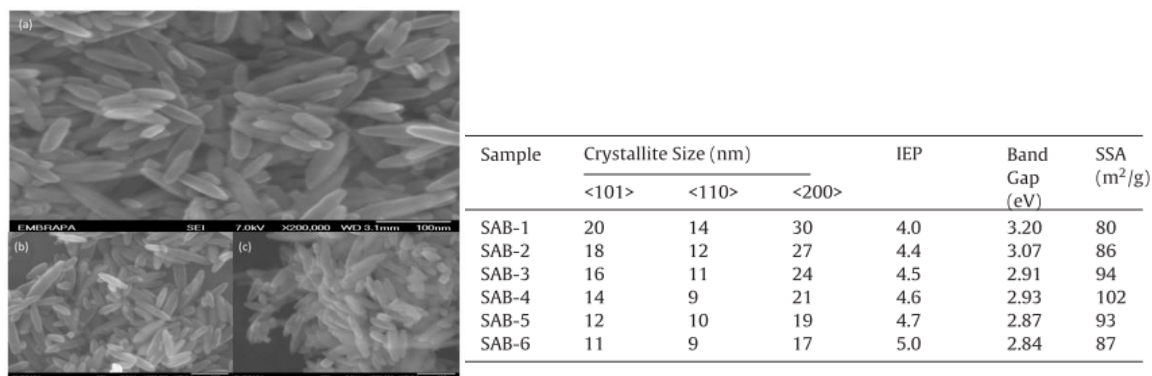 (a)
EMBRAPA SEI 7.0kV X200,000 WD 3.1mm 100nm
(b) (c)
Sample Crystallite Size (nm) IEP Band Gap (eV) SSA (m²/g)
<101> <110> <200>
SAB-1 20 14 30 4.0 3.20 80
SAB-2 18 12 27 4.4 3.07 86
SAB-3 16 11 24 4.5 2.91 94
SAB-4 14 9 21 4.6 2.93 102
SAB-5 12 10 19 4.7 2.87 93
SAB-6 11 9 17 5.0 2.84 87